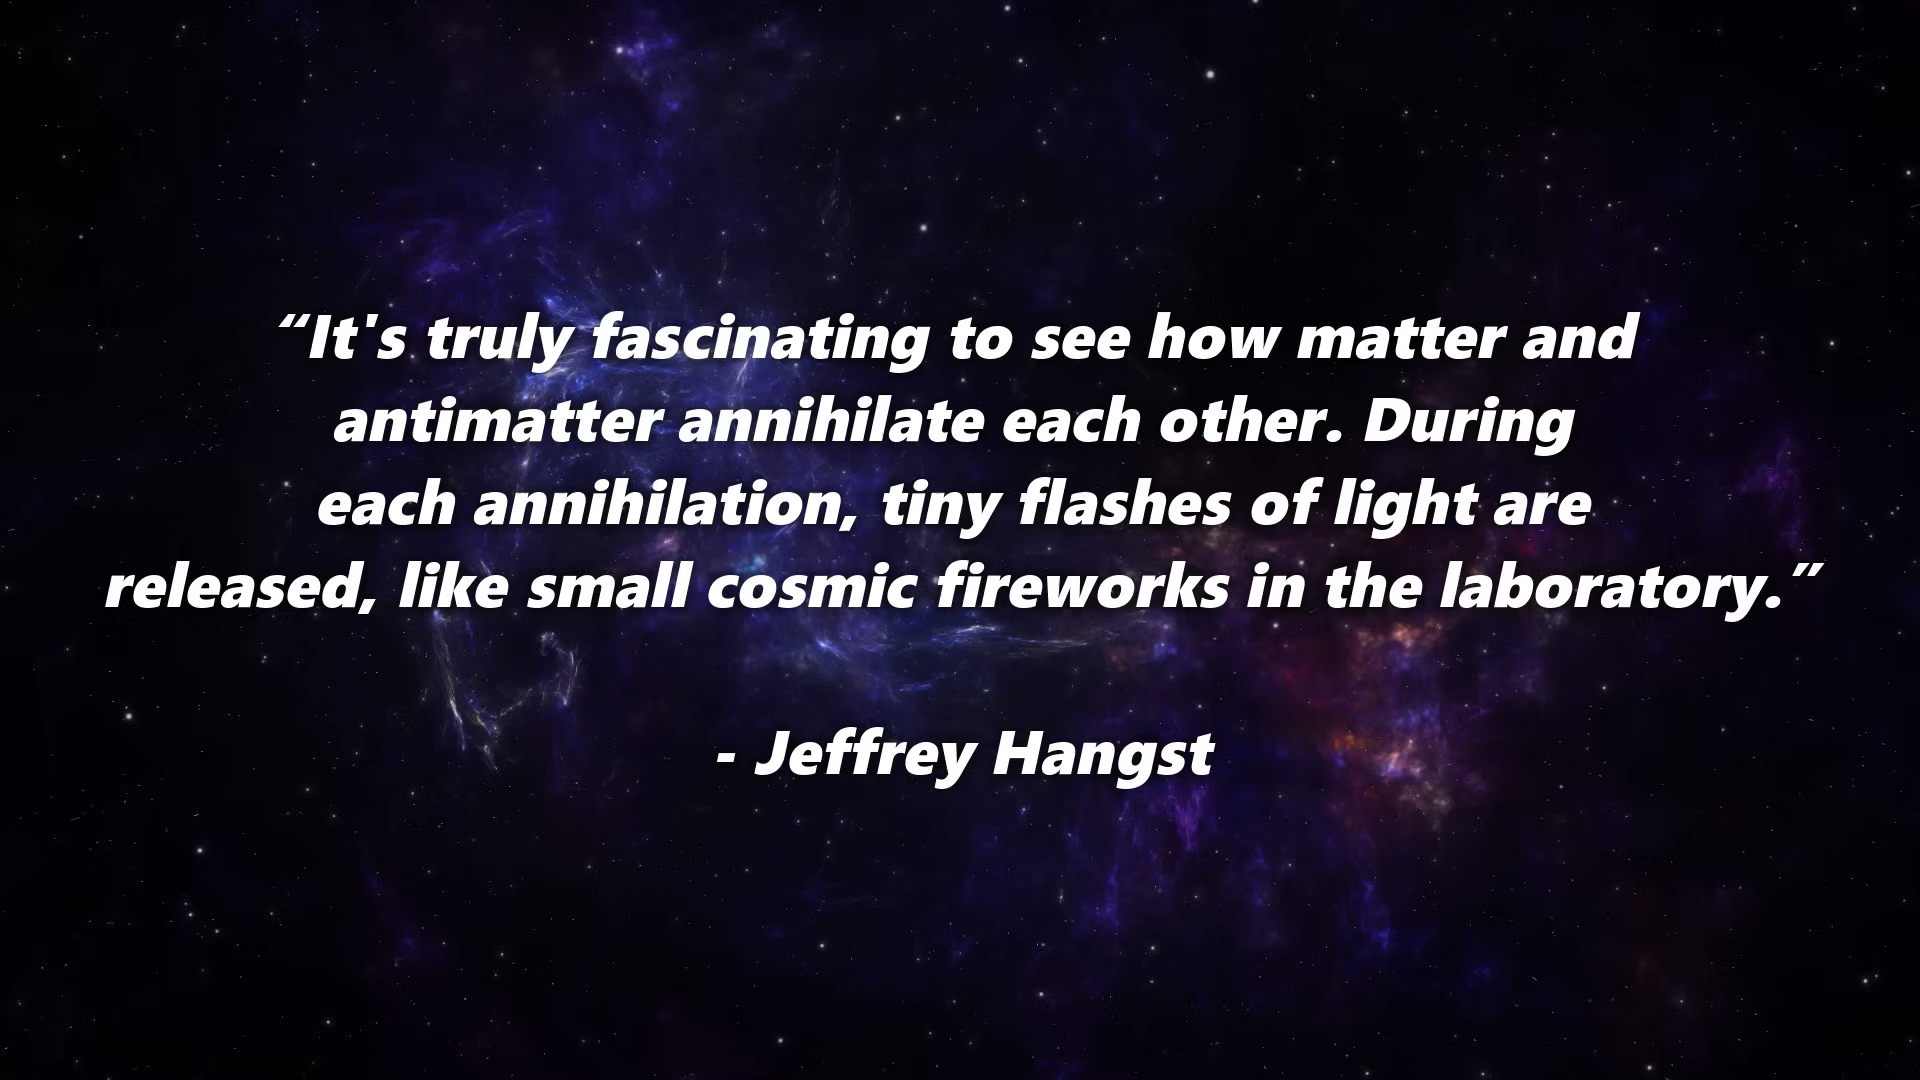 “It's truly fascinating to see how matter and
antimatter annihilate each other. During
each annihilation, tiny flashes of light are
released, like small cosmic fireworks in the laboratory.”
- Jeffrey Hangst